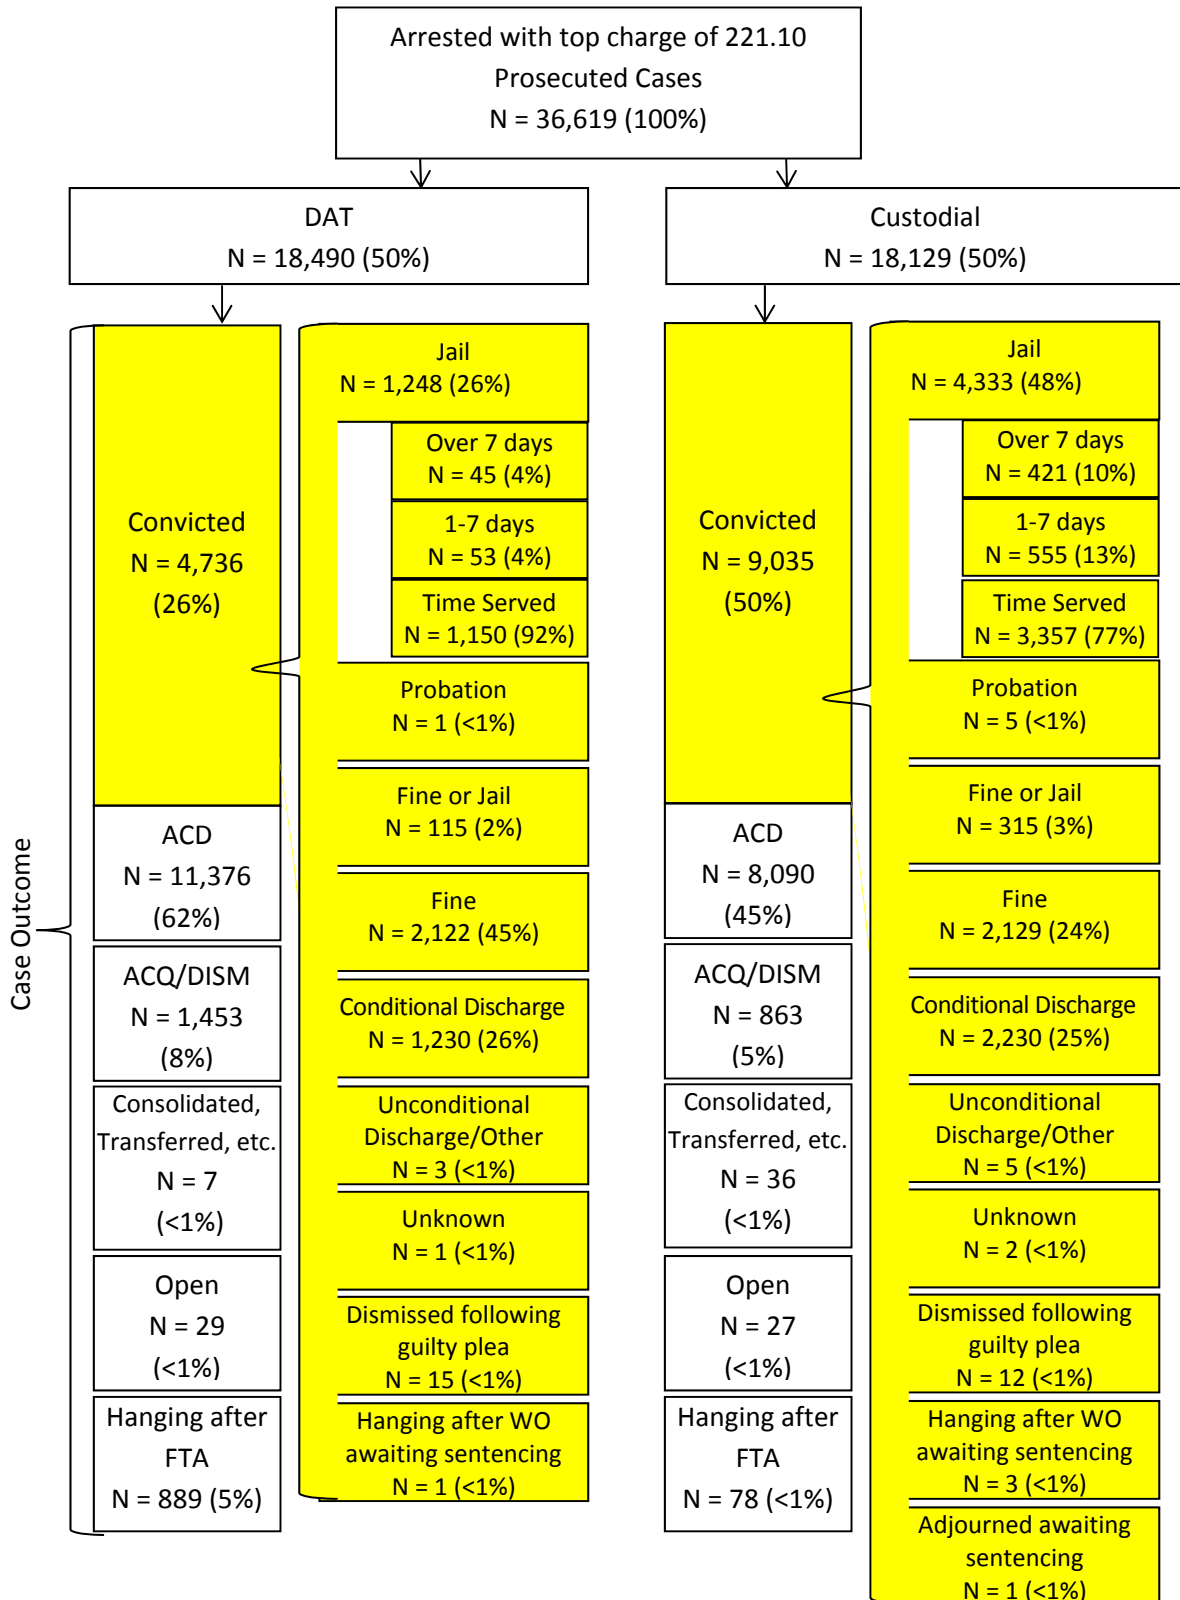 Arrested with top charge of 221.10
Prosecuted Cases
N = 36,619 (100%)
DAT
N = 18,490 (50%)
Custodial
N = 18,129 (50%)
Case Outcome
Convicted
N = 4,736
(26%)
ACD
N = 11,376
(62%)
ACQ/DISM
N = 1,453
(8%)
Consolidated,
Transferred, etc.
N = 7
(<1%)
Open
N = 29
(<1%)
Hanging after
FTA
N = 889 (5%)
Jail
N = 1,248 (26%)
Over 7 days
N = 45 (4%)
1-7 days
N = 53 (4%)
Time Served
N = 1,150 (92%)
Probation
N = 1 (<1%)
Fine or Jail
N = 115 (2%)
Fine
N = 2,122 (45%)
Conditional Discharge
N = 1,230 (26%)
Unconditional
Discharge/Other
N = 3 (<1%)
Unknown
N = 1 (<1%)
Dismissed following
guilty plea
N = 15 (<1%)
Hanging after WO
awaiting sentencing
N = 1 (<1%)
Convicted
N = 9,035
(50%)
ACD
N = 8,090
(45%)
ACQ/DISM
N = 863
(5%)
Consolidated,
Transferred, etc.
N = 36
(<1%)
Open
N = 27
(<1%)
Hanging after
FTA
N = 78 (<1%)
Jail
N = 4,333 (48%)
Over 7 days
N = 421 (10%)
1-7 days
N = 555 (13%)
Time Served
N = 3,357 (77%)
Probation
N = 5 (<1%)
Fine or Jail
N = 315 (3%)
Fine
N = 2,129 (24%)
Conditional Discharge
N = 2,230 (25%)
Unconditional
Discharge/Other
N = 5 (<1%)
Unknown
N = 2 (<1%)
Dismissed following
guilty plea
N = 12 (<1%)
Hanging after WO
awaiting sentencing
N = 3 (<1%)
Adjourned awaiting
sentencing
N = 1 (<1%)